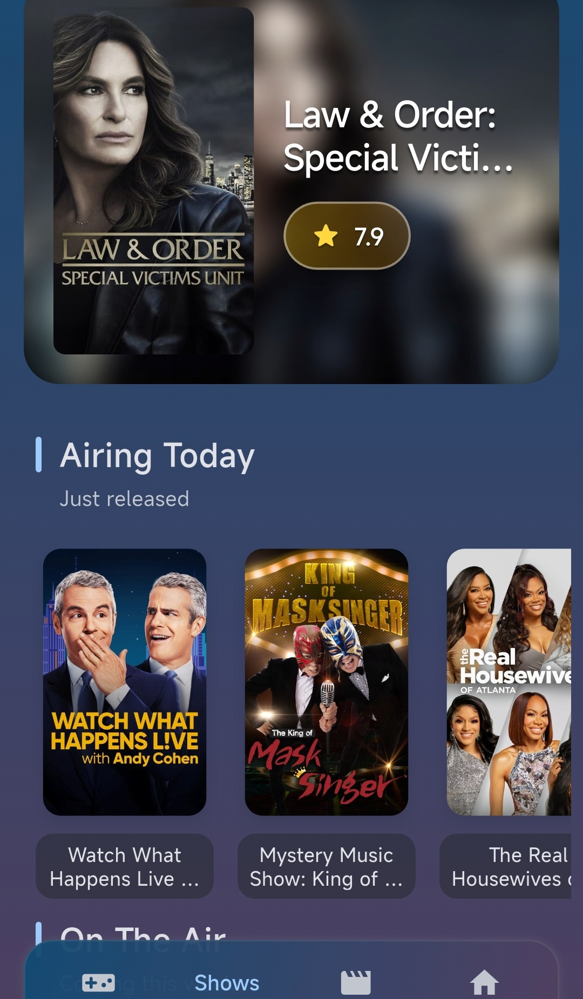 LAW & ORDER
SPECIAL VICTIMS UNIT
Law & Order:
Special Victi...
7.9
Airing Today
Just released
WATCH WHAT
HAPPENS L!VE
with Andy Cohen
KING
OF
MASKSINGER
The King of
Mask
Singer
the Real
Housewive
OF ATLANTA
Watch What
Happens Live ...
Mystery Music
Show: King of ...
The Real
Housewives
On The Air
this
Shows